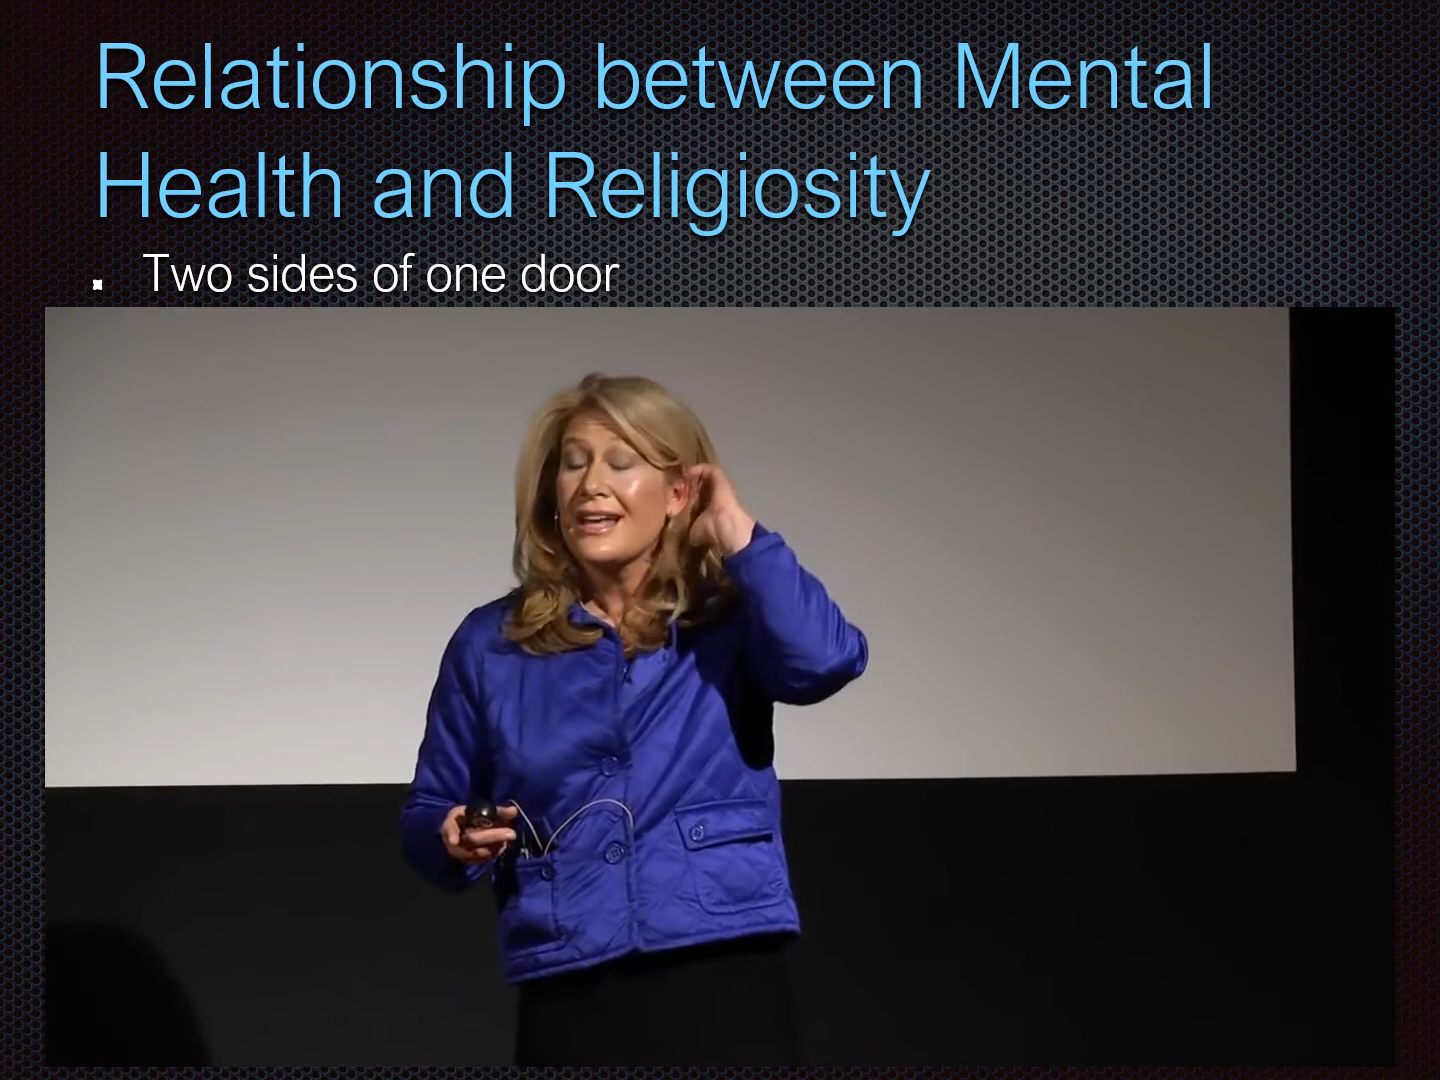 Relationship between Mental
Health and Religiosity
Two sides of one door